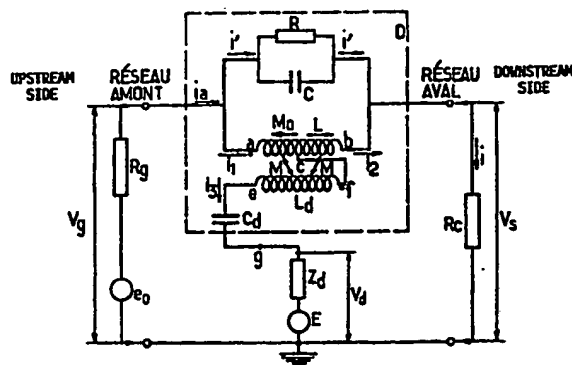 R
D
i'
i'
C
UPSTREAM SIDE
RÉSEAU AMONT
ia
RÉSEAU AVAL
DOWNSTREAM SIDE
Mo
L
a
b
i1
c
i2
M
M
i3
e
f
Ld
Cd
Rg
Vg
eo
g
Zd
E
Vd
i
Rc
Vs